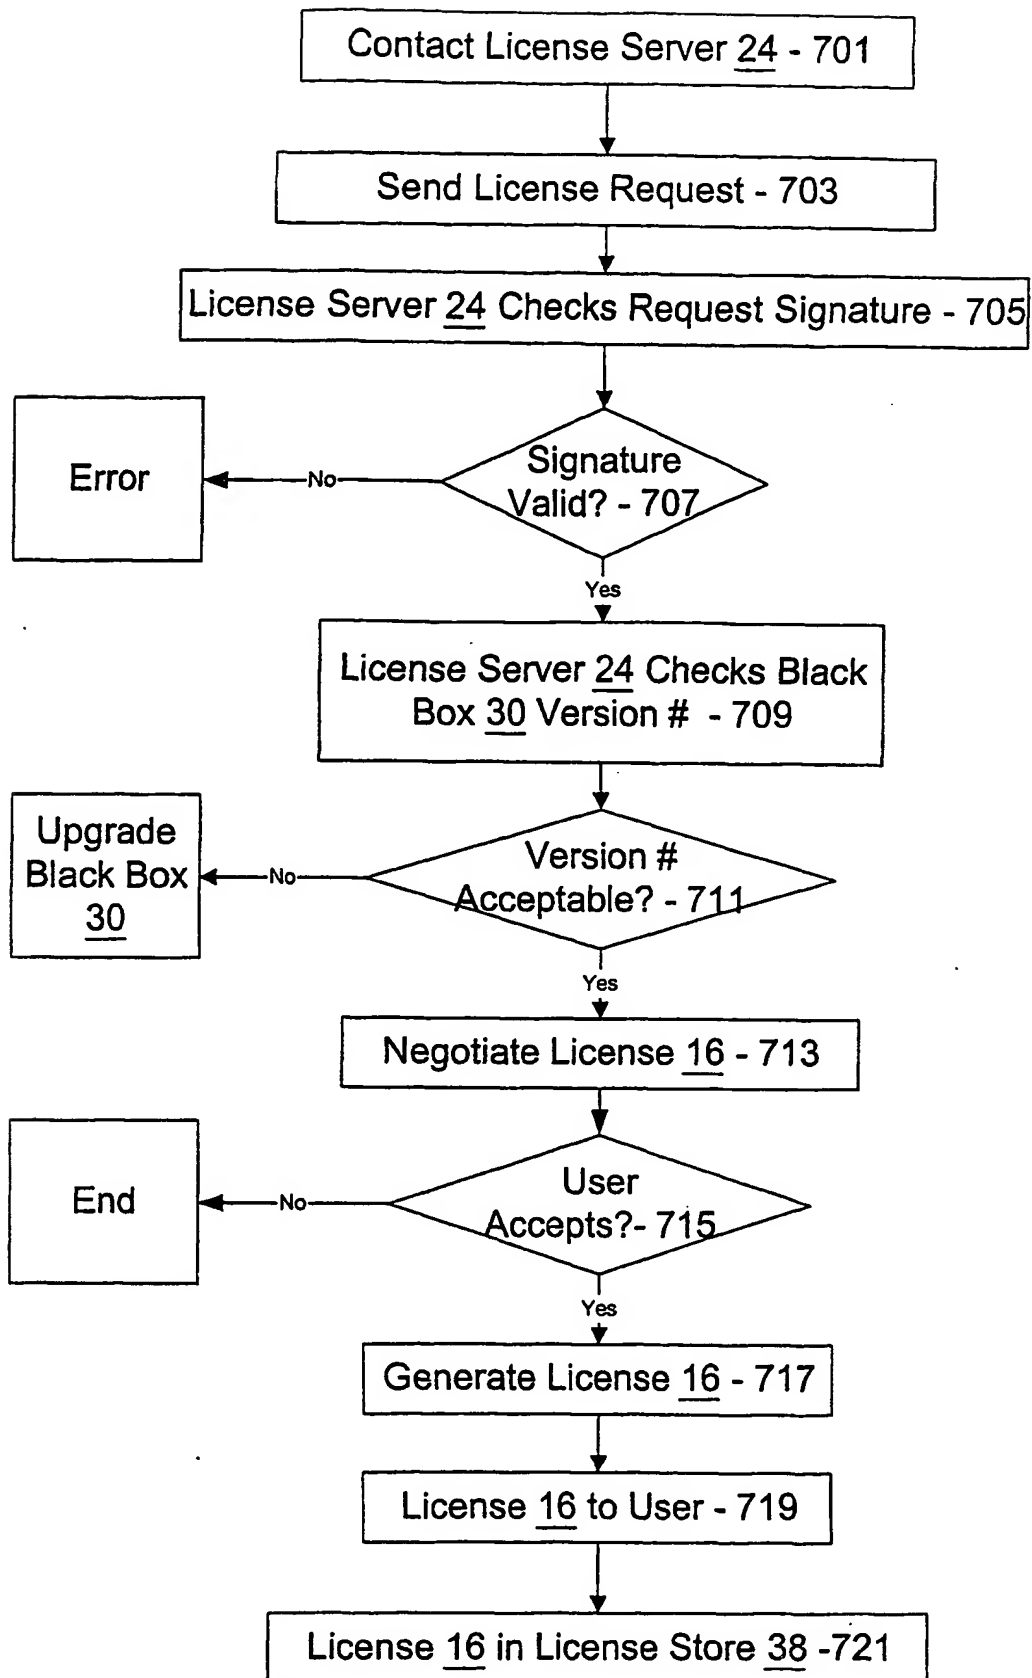 Contact License Server 24 - 701
Send License Request - 703
License Server 24 Checks Request Signature - 705
Signature
Valid? - 707
No
Error
Yes
License Server 24 Checks Black
Box 30 Version # - 709
Version #
Acceptable? - 711
No
Upgrade
Black Box
30
Yes
Negotiate License 16 - 713
User
Accepts?- 715
No
End
Yes
Generate License 16 - 717
License 16 to User - 719
License 16 in License Store 38 -721